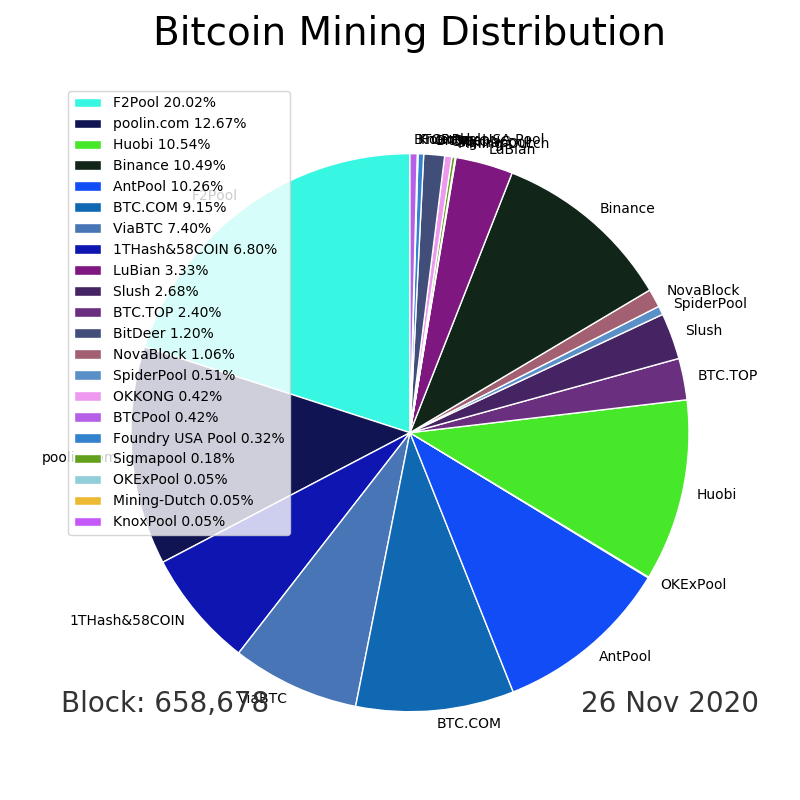 Bitcoin Mining Distribution
F2Pool 20.02%
poolin.com 12.67%
Huobi 10.54%
Binance 10.49%
AntPool 10.26%
BTC.COM 9.15%
ViaBTC 7.40%
1THash&58COIN 6.80%
LuBian 3.33%
Slush 2.68%
BTC.TOP 2.40%
BitDeer 1.20%
NovaBlock 1.06%
SpiderPool 0.51%
OKKONG 0.42%
BTCPool 0.42%
Foundry USA Pool 0.32%
Sigmapool 0.18%
OKExPool 0.05%
Mining-Dutch 0.05%
KnoxPool 0.05%
F2Pool
LuBian
Binance
NovaBlock
SpiderPool
Slush
BTC.TOP
Huobi
OKExPool
AntPool
BTC.COM
ViaBTC
1THash&58COIN
Block: 658,678
26 Nov 2020